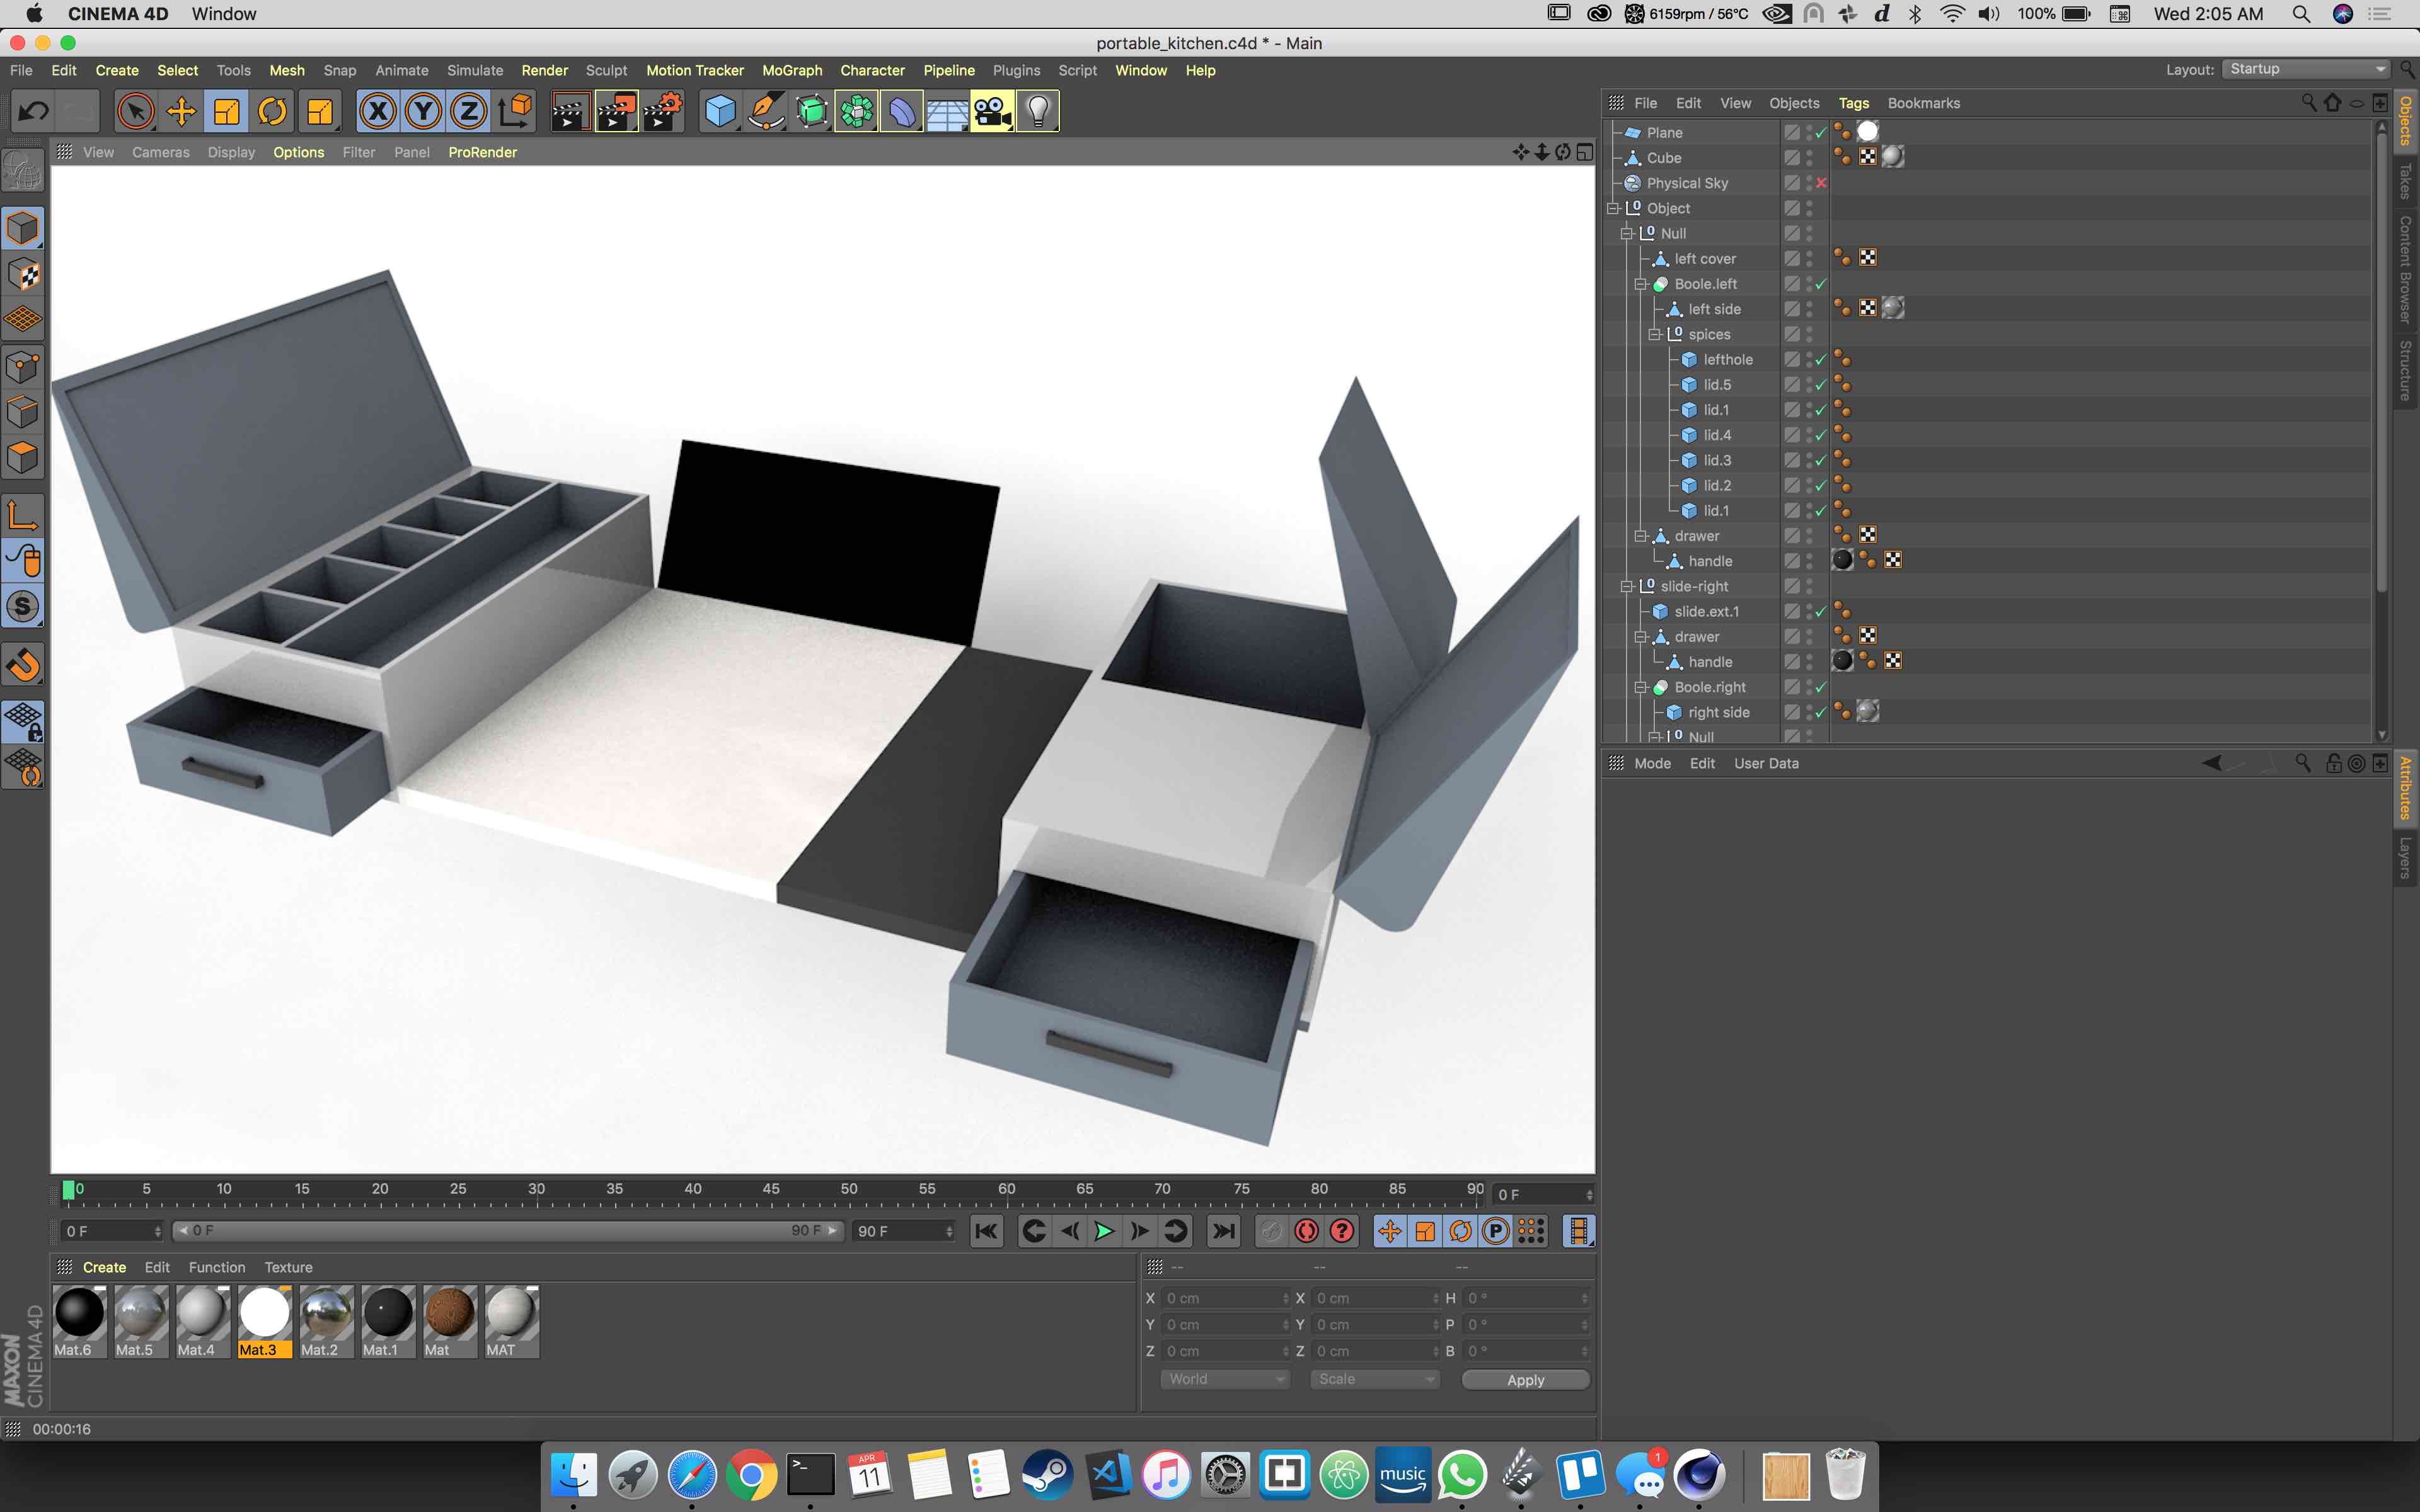 CINEMA 4D Window 6159rpm / 56°C 100% Wed 2:05 AM
portable_kitchen.c4d * - Main
File Edit Create Select Tools Mesh Snap Animate Simulate Render Sculpt Motion Tracker MoGraph Character Pipeline Plugins Script Window Help Layout: Startup
X Y Z
File Edit View Objects Tags Bookmarks
View Cameras Display Options Filter Panel ProRender
Plane
Cube
Physical Sky
Object
Null
left cover
Boole.left
left side
spices
lefthole
lid.5
lid.1
lid.4
lid.3
lid.2
lid.1
drawer
handle
slide-right
slide.ext.1
drawer
handle
Boole.right
right side
Null
Objects
Takes
Content Browser
Structure
Mode Edit User Data
Attributes
Layers
0 5 10 15 20 25 30 35 40 45 50 55 60 65 70 75 80 85 90 0 F
0 F 0 F 90 F 90 F
Create Edit Function Texture
-- -- --
Mat.6 Mat.5 Mat.4 Mat.3 Mat.2 Mat.1 Mat MAT
X 0 cm X 0 cm H 0 °
Y 0 cm Y 0 cm P 0 °
Z 0 cm Z 0 cm B 0 °
World Scale Apply
MAXON
CINEMA 4D
00:00:16
APR
11
music
1